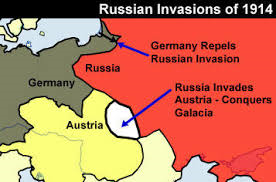 Russian Invasions of 1914
Germany Repels
Russian Invasion
Germany
Russia
Russia Invades
Austria - Conquers
Galacia
Austria